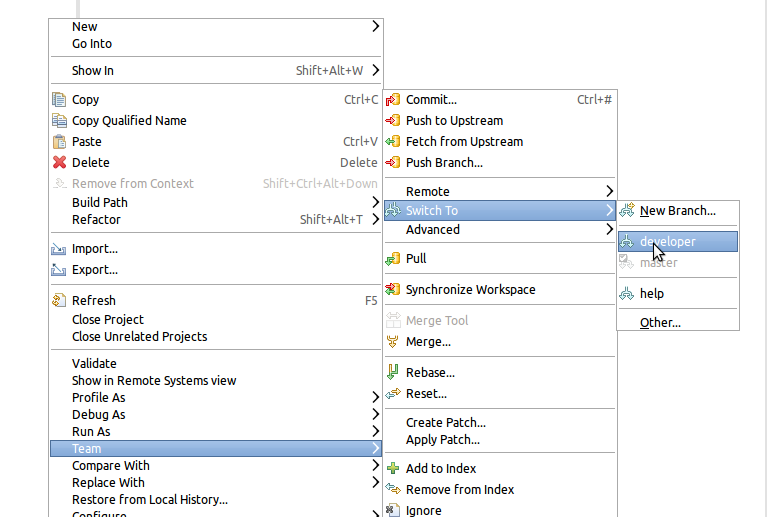 New
Go Into
Show In Shift+Alt+W
Copy Ctrl+C
Copy Qualified Name
Paste Ctrl+V
Delete Delete
Remove from Context Shift+Ctrl+Alt+Down
Build Path
Refactor Shift+Alt+T
Import...
Export...
Refresh F5
Close Project
Close Unrelated Projects
Validate
Show in Remote Systems view
Profile As
Debug As
Run As
Team
Compare With
Replace With
Restore from Local History...
Configure
Commit... Ctrl+#
Push to Upstream
Fetch from Upstream
Push Branch...
Remote
Switch To
Advanced
Pull
Synchronize Workspace
Merge Tool
Merge...
Rebase...
Reset...
Create Patch...
Apply Patch...
Add to Index
Remove from Index
Ignore
New Branch...
developer
master
help
Other...